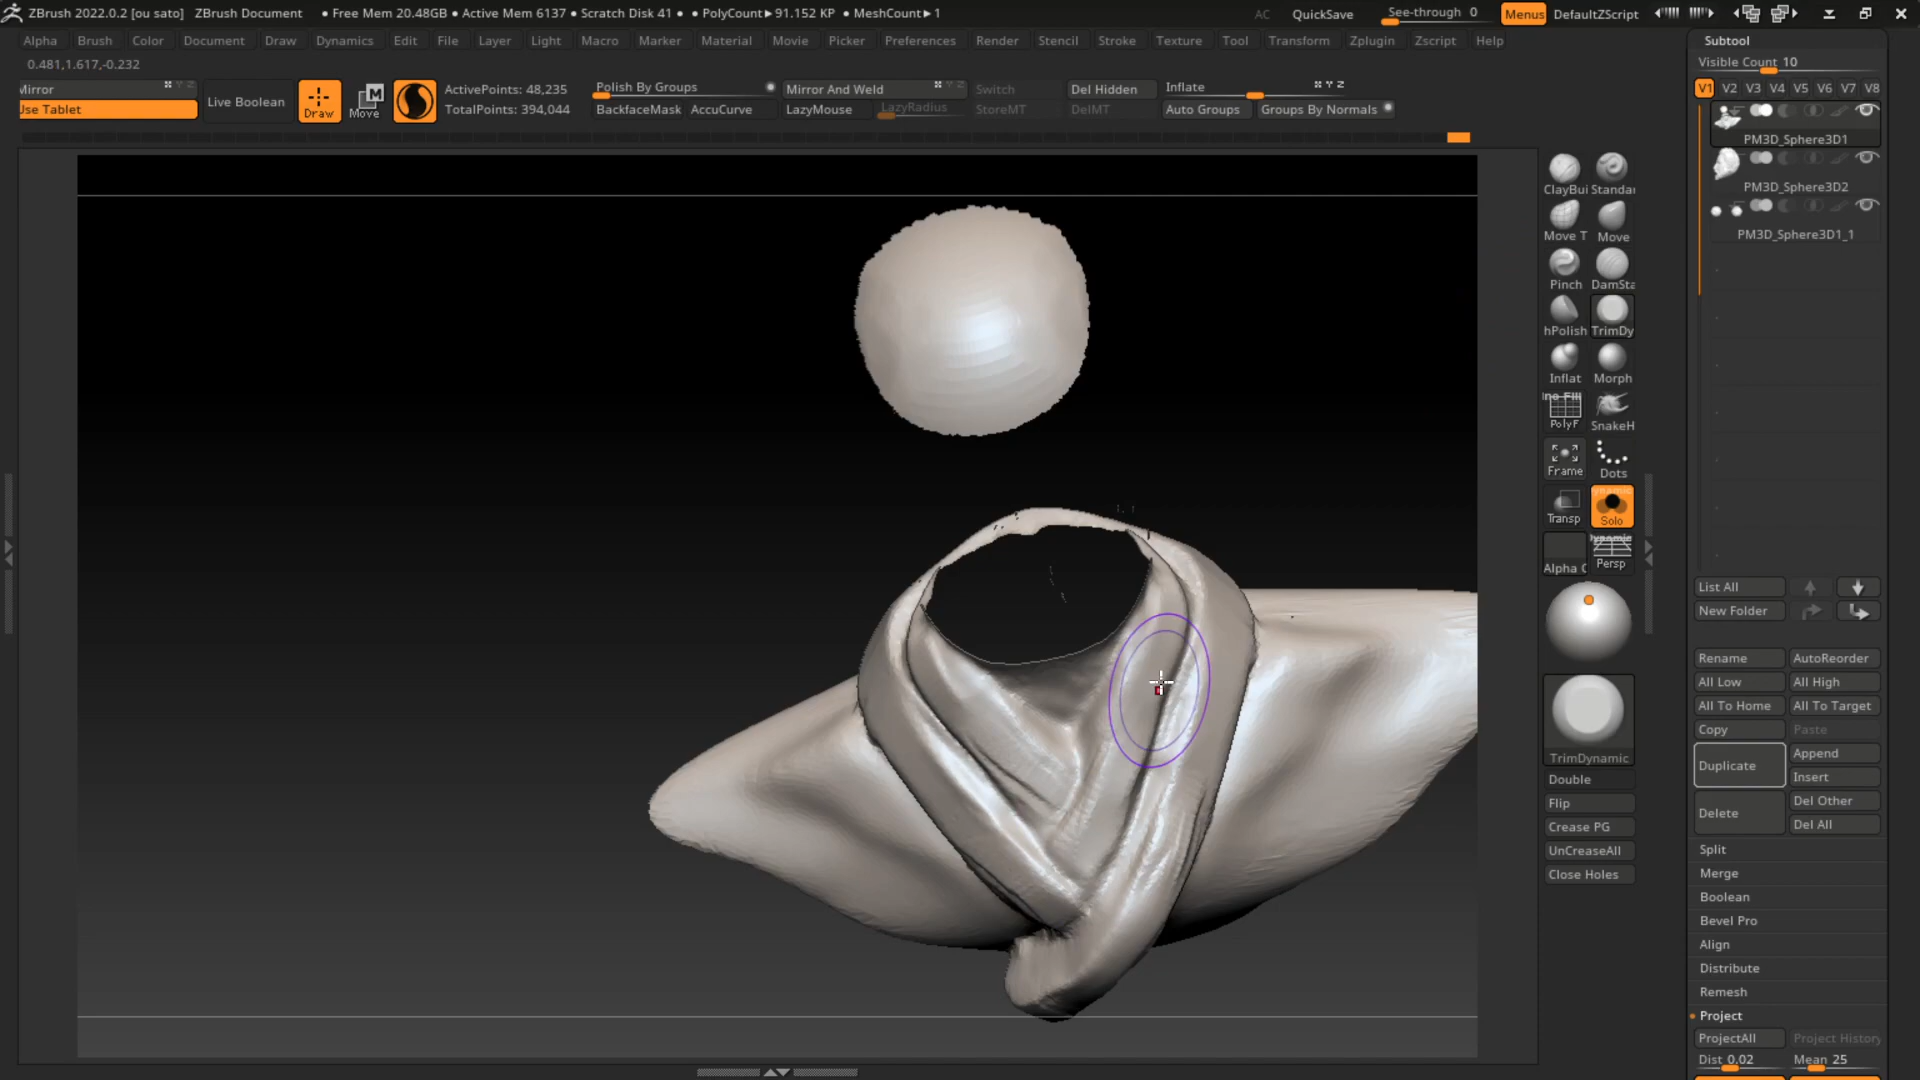 ZBrush 2022.0.2 [ou sato] ZBrush Document • Free Mem 20.48GB • Active Mem 6137 • Scratch Disk 41 • • PolyCount▸91.152 KP • MeshCount▸1 AC QuickSave See-through 0 Menus DefaultZScript
Alpha Brush Color Document Draw Dynamics Edit File Layer Light Macro Marker Material Movie Picker Preferences Render Stencil Stroke Texture Tool Transform Zplugin Zscript Help
0.481,1.617,-0.232
Mirror
Use Tablet
Live Boolean
Draw
Move
ActivePoints: 48,235
TotalPoints: 394,044
Polish By Groups
BackfaceMask AccuCurve
Mirror And Weld
LazyMouse LazyRadius
Switch
StoreMT
Del Hidden
DelMT
Inflate
Auto Groups Groups By Normals
ClayBui Standar
Move T Move
Pinch DamSta
hPolish TrimDy
Inflat Morph
PolyF SnakeH
Frame Dots
Transp Solo
Alpha O Persp
TrimDynamic
Double
Flip
Crease PG
UnCreaseAll
Close Holes
Subtool
Visible Count 10
V1 V2 V3 V4 V5 V6 V7 V8
PM3D_Sphere3D1
PM3D_Sphere3D2
PM3D_Sphere3D1_1
List All
New Folder
Rename AutoReorder
All Low All High
All To Home All To Target
Copy Paste
Duplicate Append
Insert
Delete Del Other
Del All
Split
Merge
Boolean
Bevel Pro
Align
Distribute
Remesh
Project
ProjectAll Project History
Dist 0.02 Mean 25